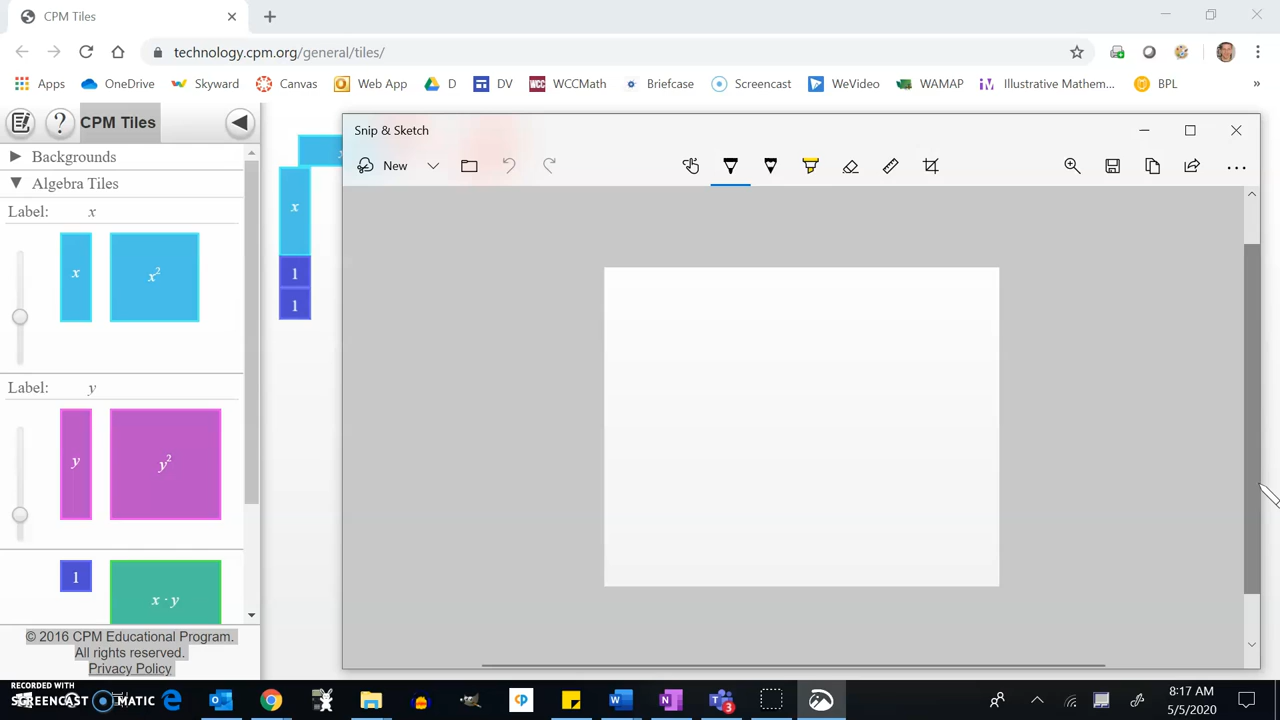 CPM Tiles
technology.cpm.org/general/tiles/
Apps OneDrive Skyward Canvas Web App D DV WCCMath Briefcase Screencast WeVideo WAMAP Illustrative Mathem... BPL »
? CPM Tiles
Backgrounds
Algebra Tiles
Label: x
x x²
Label: y
y y²
1 x · y
© 2016 CPM Educational Program.
All rights reserved.
Privacy Policy
x
1
1
Snip & Sketch
New
RECORDED WITH
SCREENCAST MATIC
3
8:17 AM
5/5/2020